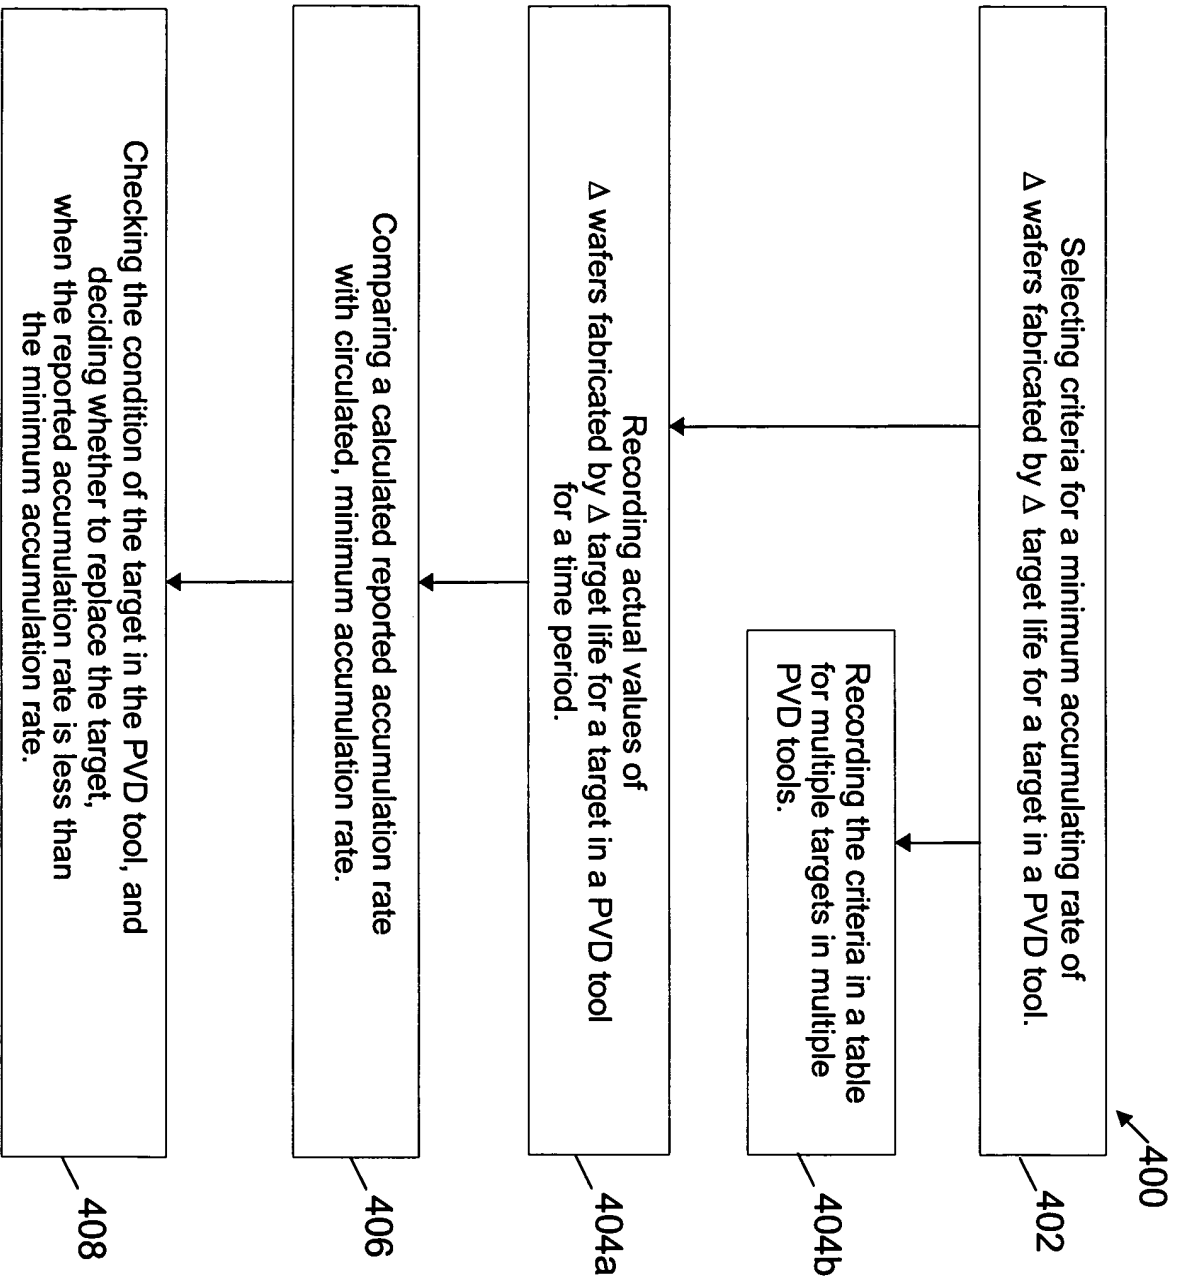 400
Selecting criteria for a minimum accumulating rate of
Δ wafers fabricated by Δ target life for a target in a PVD tool.
402
Recording the criteria in a table
for multiple targets in multiple
PVD tools.
404b
Recording actual values of
Δ wafers fabricated by Δ target life for a target in a PVD tool
for a time period.
404a
Comparing a calculated reported accumulation rate
with circulated, minimum accumulation rate.
406
Checking the condition of the target in the PVD tool, and
deciding whether to replace the target,
when the reported accumulation rate is less than
the minimum accumulation rate.
408